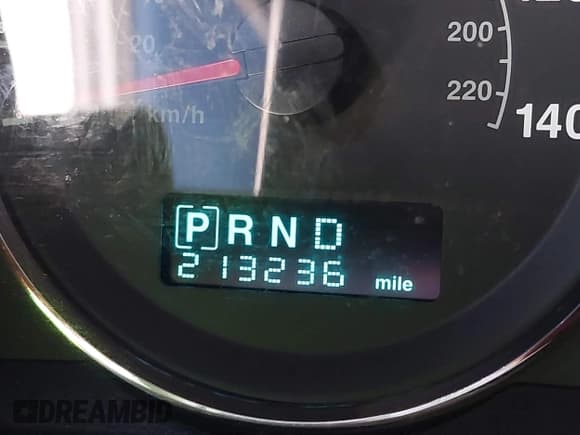 20
km/h
200
220
140
[P] R N D
213236 mile
DREAMBID